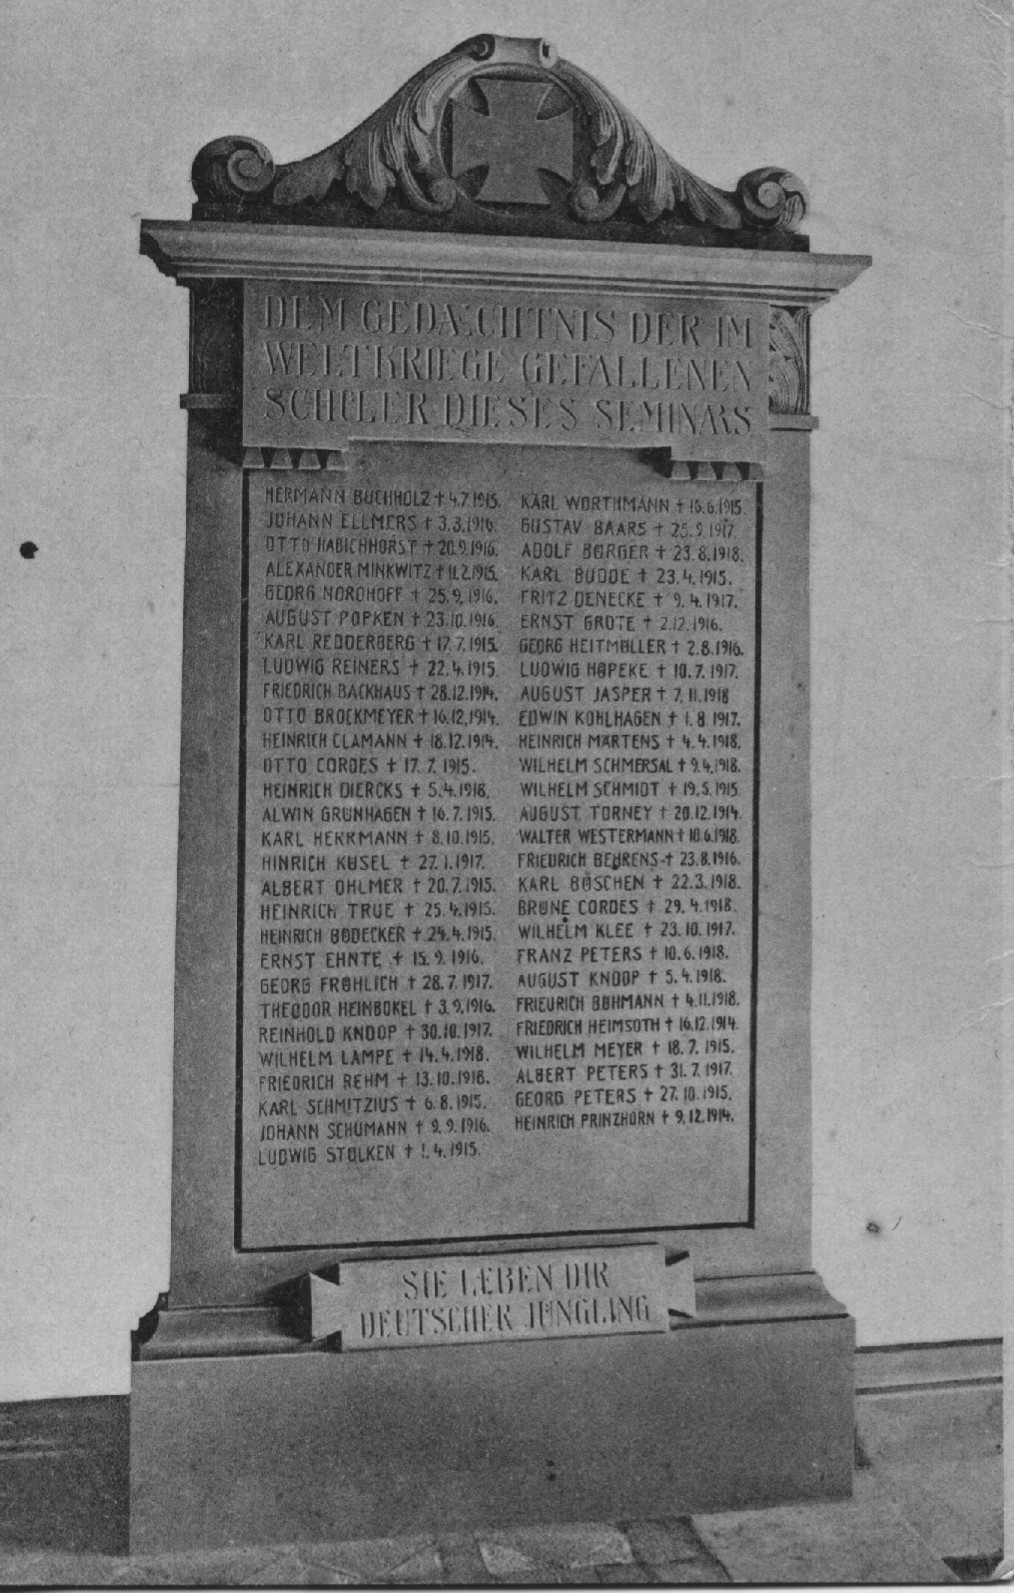 DEM GEDÆCHTNIS DER IM
WELTKRIEGE GEFALLENEN
SCHÜLER DIESES SEMINARS
HERMANN BUCHHOLZ † 4.7.1915.
JOHANN ELLMERS † 3.3.1916.
OTTO HABICHHORST † 20.9.1916.
ALEXANDER MINKWITZ † 11.2.1915.
GEORG NORDHOFF † 25.9.1916.
AUGUST POPKEN † 23.10.1916.
KARL REDDERBERG † 17.7.1915.
LUDWIG REINERS † 22.4.1915.
FRIEDRICH BACKHAUS † 28.12.1914.
OTTO BROCKMEYER † 16.12.1914.
HEINRICH CLAMANN † 18.12.1914.
OTTO CORDES † 17.7.1915.
HEINRICH DIERCKS † 5.4.1918.
ALWIN GRÜNHAGEN † 16.7.1915.
KARL HERRMANN † 8.10.1915.
HINRICH KÜSEL † 27.1.1917.
ALBERT OHLMER † 20.7.1915.
HEINRICH TRUE † 25.4.1915.
HEINRICH BÖDECKER † 24.4.1915.
ERNST EHNTE † 15.9.1916.
GEORG FRÖHLICH † 28.7.1917.
THEODOR HEINBOKEL † 3.9.1916.
REINHOLD KNOOP † 30.10.1917.
WILHELM LAMPE † 14.4.1918.
FRIEDRICH REHM † 13.10.1918.
KARL SCHMITZIUS † 6.8.1915.
JOHANN SCHUMANN † 9.9.1916.
LUDWIG STÖLKEN † 1.4.1915.
KARL WORTHMANN † 16.6.1915.
GUSTAV BAARS † 25.9.1917
ADOLF BÖRGER † 23.8.1918.
KARL BUDDE † 23.4.1915.
FRITZ DENECKE † 9.4.1917.
ERNST GROTE † 2.12.1916.
GEORG HEITMÖLLER † 2.8.1916.
LUDWIG HÖPEKE † 10.7.1917.
AUGUST JASPER † 7.11.1918
EDWIN KOHLHAGEN † 1.8.1917.
HEINRICH MÄRTENS † 4.4.1918.
WILHELM SCHMERSAL † 9.4.1918.
WILHELM SCHMIDT † 19.5.1915.
AUGUST TORNEY † 20.12.1914.
WALTER WESTERMANN † 10.6.1918.
FRIEDRICH BEHRENS † 23.8.1916.
KARL BÖSCHEN † 22.3.1918.
BRÜNE CORDES † 29.4.1918.
WILHELM KLEE † 23.10.1917.
FRANZ PETERS † 10.6.1918.
AUGUST KNOOP † 5.4.1918.
FRIEDRICH BÖHMANN † 4.11.1918.
FRIEDRICH HEIMSOTH † 16.12.1914.
WILHELM MEYER † 18.7.1915.
ALBERT PETERS † 31.7.1917.
GEORG PETERS † 27.10.1915.
HEINRICH PRINZHORN † 9.12.1914.
SIE LEBEN DIR
DEUTSCHER JÜNGLING